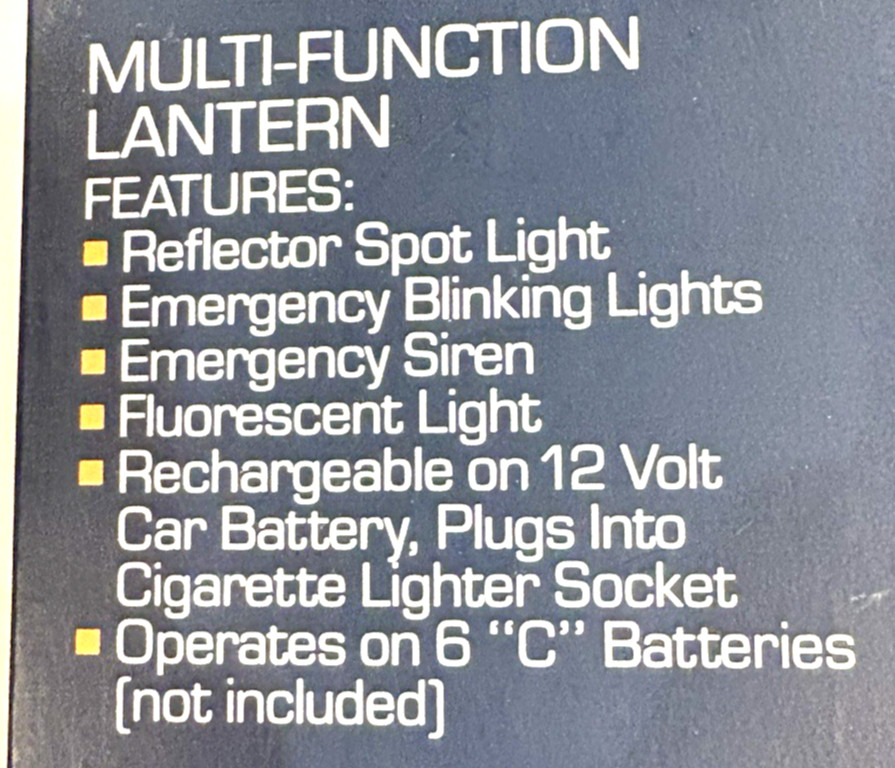 MULTI-FUNCTION
LANTERN
FEATURES:
Reflector Spot Light
Emergency Blinking Lights
Emergency Siren
Fluorescent Light
Rechargeable on 12 Volt
Car Battery, Plugs Into
Cigarette Lighter Socket
Operates on 6 “C” Batteries
(not included)